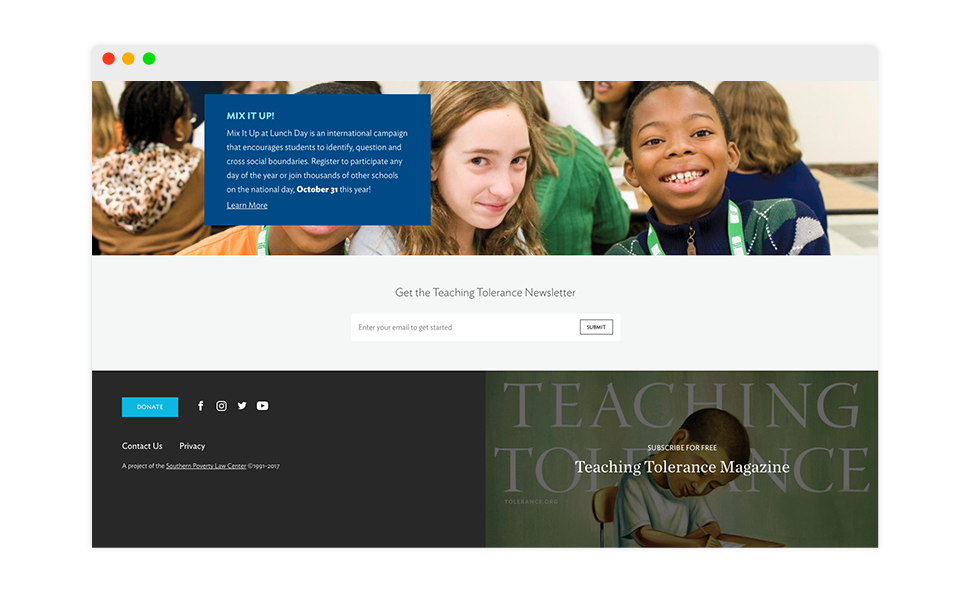 MIX IT UP!
Mix It Up at Lunch Day is an international campaign
that encourages students to identify, question and
cross social boundaries. Register to participate any
day of the year or join thousands of other schools
on the national day, October 31 this year!
Learn More
Get the Teaching Tolerance Newsletter
Enter your email to get started
SUBMIT
DONATE
Contact Us Privacy
A project of the Southern Poverty Law Center ©1991-2017
TEACHING
TOLERANCE
SUBSCRIBE FOR FREE
Teaching Tolerance Magazine
TOLERANCE.ORG